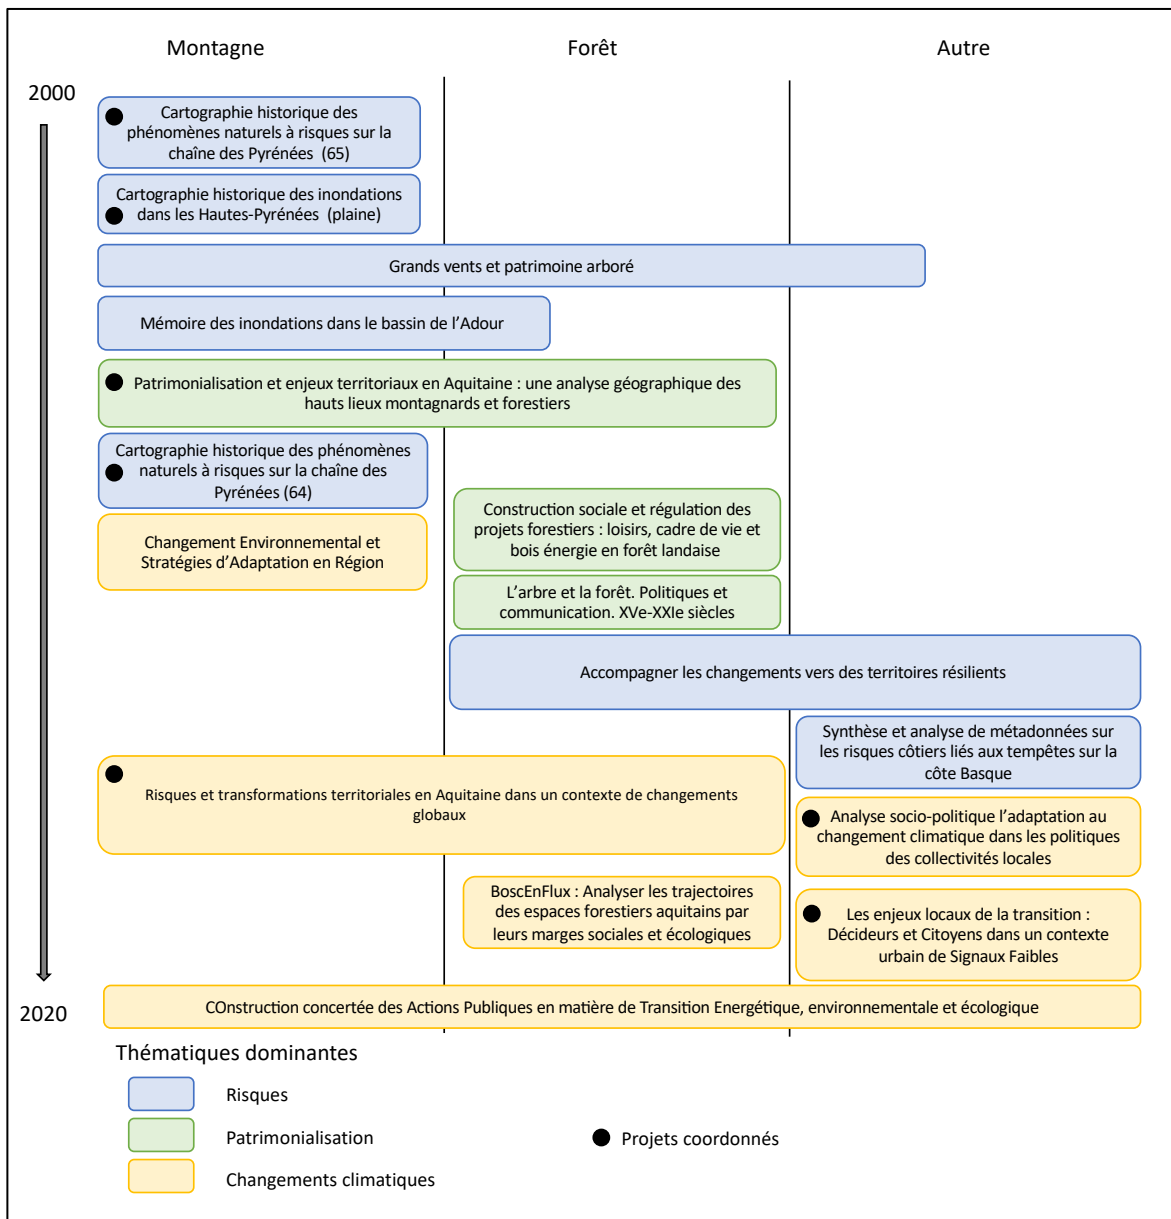 Montagne
Forêt
Autre
2000
Cartographie historique des
phénomènes naturels à risques sur la
chaîne des Pyrénées (65)
Cartographie historique des inondations
dans les Hautes-Pyrénées (plaine)
Grands vents et patrimoine arboré
Mémoire des inondations dans le bassin de l’Adour
Patrimonialisation et enjeux territoriaux en Aquitaine : une analyse géographique des
hauts lieux montagnards et forestiers
Cartographie historique des phénomènes
naturels à risques sur la chaîne des
Pyrénées (64)
Construction sociale et régulation des
projets forestiers : loisirs, cadre de vie et
bois énergie en forêt landaise
Changement Environnemental et
Stratégies d’Adaptation en Région
L’arbre et la forêt. Politiques et
communication. XVe-XXIe siècles
Accompagner les changements vers des territoires résilients
Synthèse et analyse de métadonnées sur
les risques côtiers liés aux tempêtes sur la
côte Basque
Risques et transformations territoriales en Aquitaine dans un contexte de changements
globaux
Analyse socio-politique l’adaptation au
changement climatique dans les politiques
des collectivités locales
BoscEnFlux : Analyser les trajectoires
des espaces forestiers aquitains par
leurs marges sociales et écologiques
Les enjeux locaux de la transition :
Décideurs et Citoyens dans un contexte
urbain de Signaux Faibles
2020
COnstruction concertée des Actions Publiques en matière de Transition Energétique, environnementale et écologique
Thématiques dominantes
Risques
Patrimonialisation
Projets coordonnés
Changements climatiques